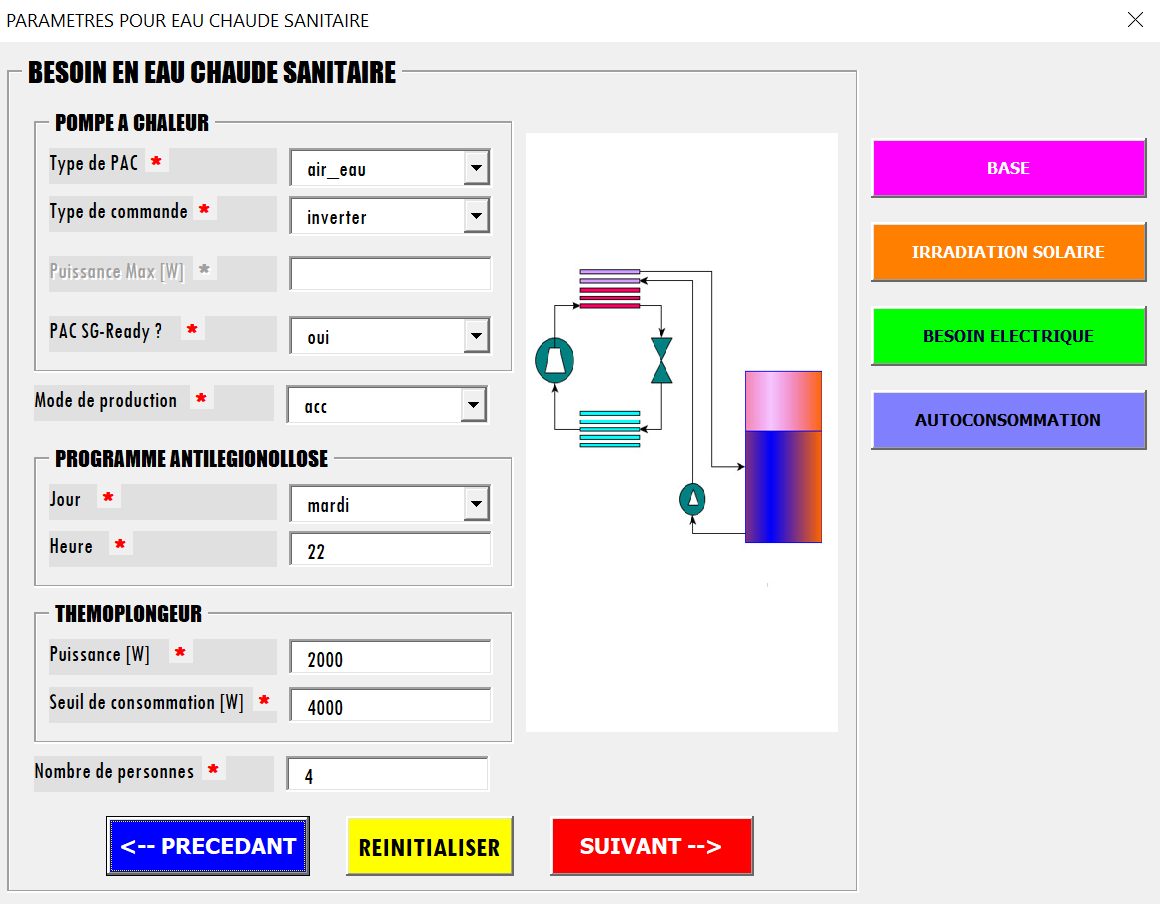 PARAMETRES POUR EAU CHAUDE SANITAIRE
BESOIN EN EAU CHAUDE SANITAIRE
POMPE A CHALEUR
Type de PAC * air_eau
Type de commande * inverter
Puissance Max [W] *
PAC SG-Ready ? * oui
Mode de production * acc
PROGRAMME ANTILEGIONOLLOSE
Jour * mardi
Heure * 22
THEMOPLONGEUR
Puissance [W] * 2000
Seuil de consommation [W] * 4000
Nombre de personnes * 4
<-- PRECEDANT
REINITIALISER
SUIVANT -->
BASE
IRRADIATION SOLAIRE
BESOIN ELECTRIQUE
AUTOCONSOMMATION